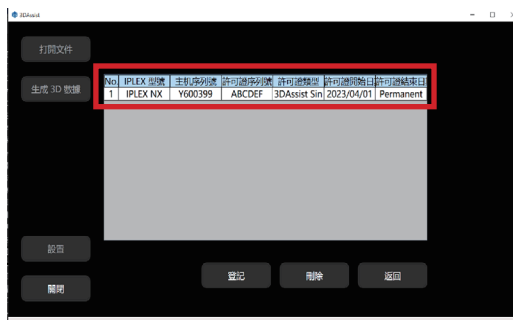 3DAssist
打開文件
生成 3D 數據
No. IPLEX 型號 主机序列號 許可證序列號 許可證類型 許可證開始日 許可證結束日
1 IPLEX NX Y600399 ABCDEF 3DAssist Sin 2023/04/01 Permanent
設置
登記 刪除 返回
關閉